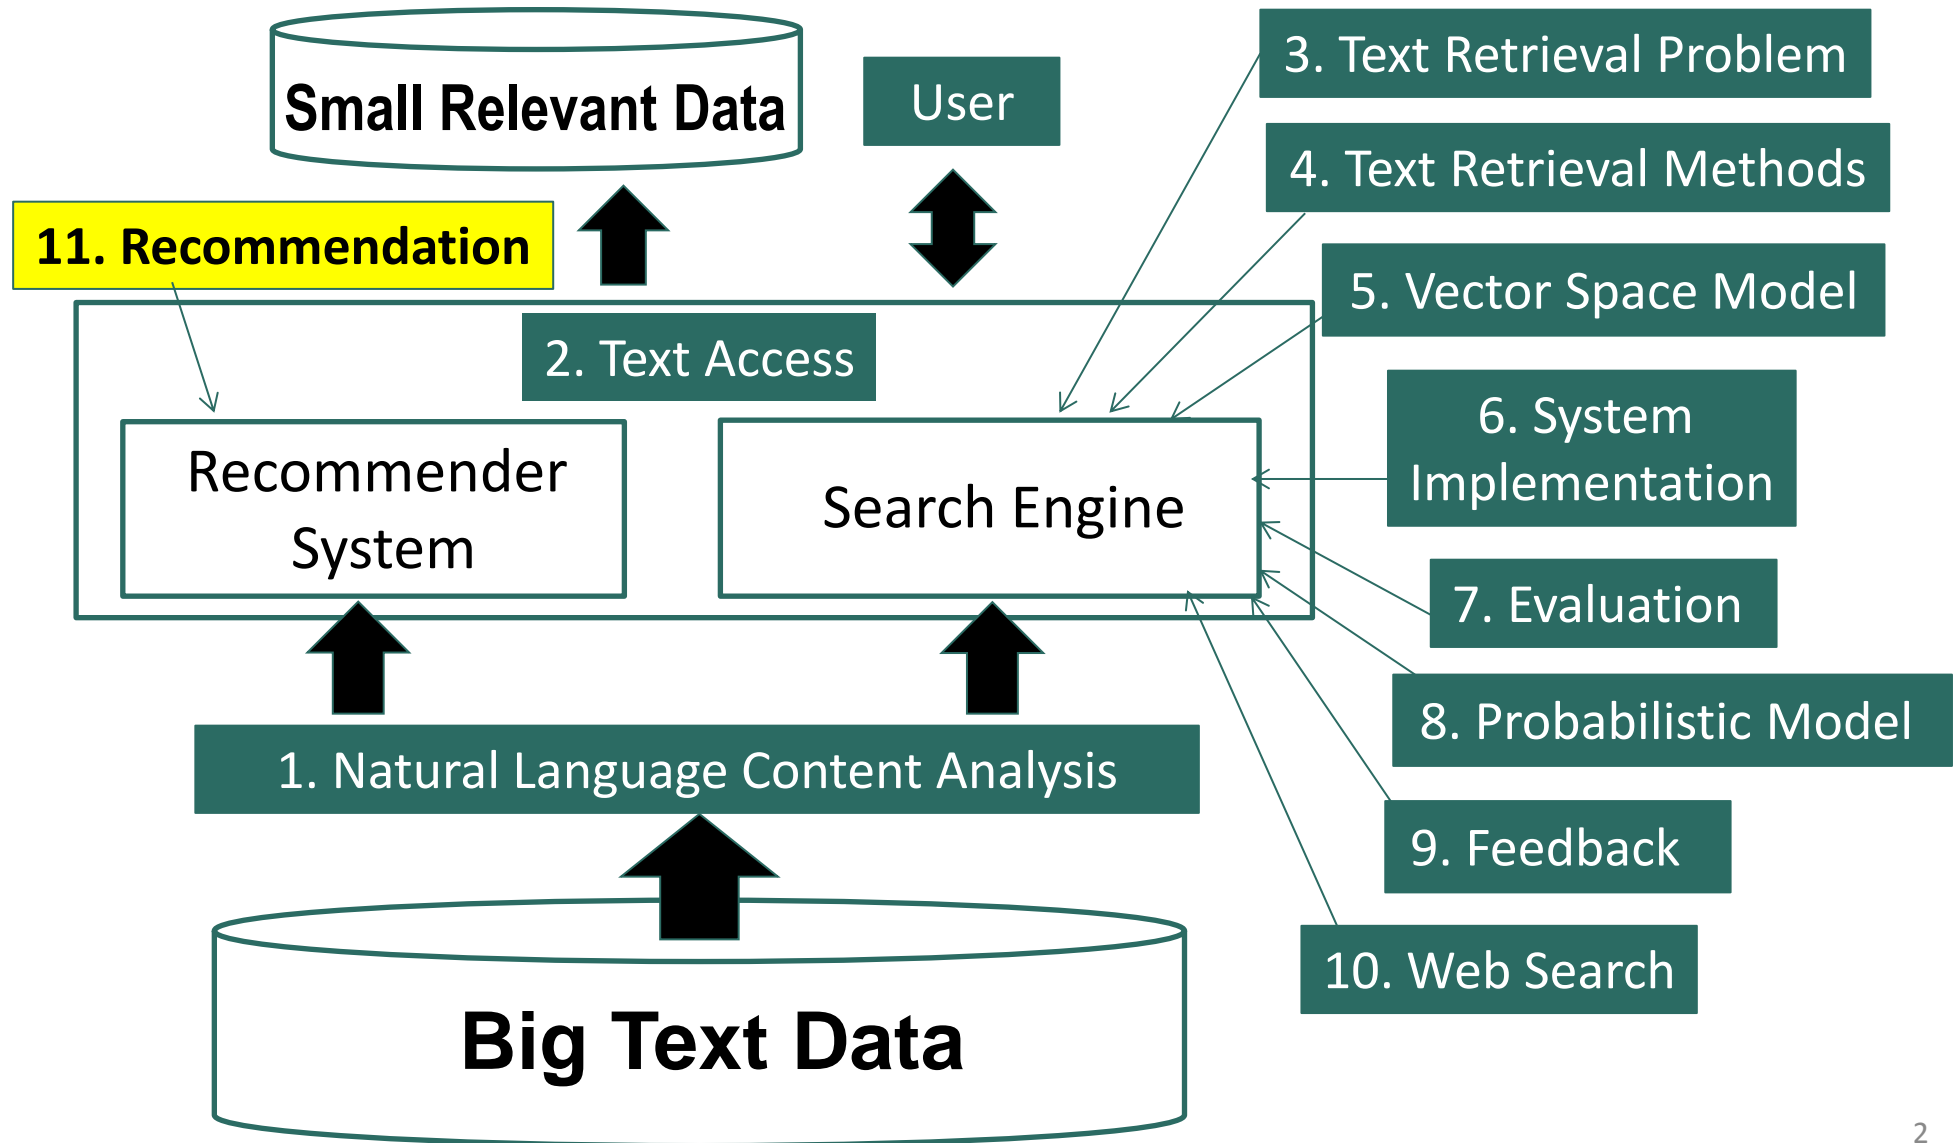 Small Relevant Data
User
3. Text Retrieval Problem
4. Text Retrieval Methods
11. Recommendation
5. Vector Space Model
2. Text Access
6. System
Implementation
Recommender
System
Search Engine
7. Evaluation
8. Probabilistic Model
1. Natural Language Content Analysis
9. Feedback
10. Web Search
Big Text Data
2